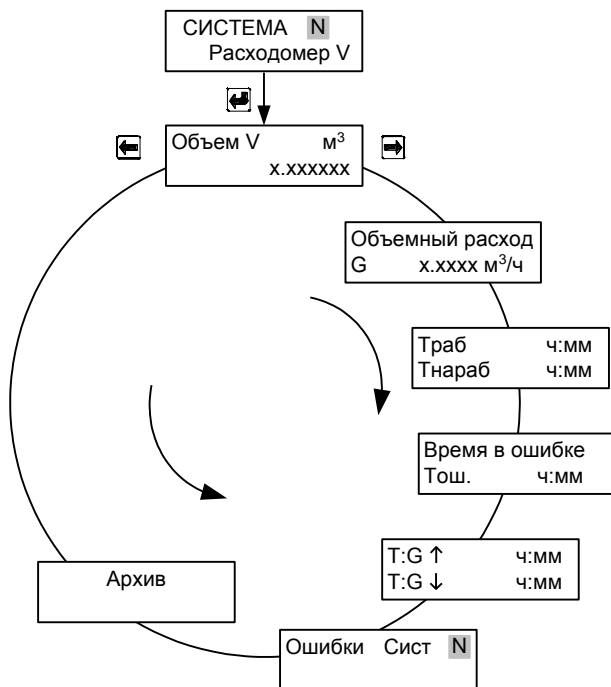 СИСТЕМА N
Расходомер V
Объем V м³
x.xxxxxx
Объемный расход
G x.xxxx м³/ч
Траб ч:мм
Тнараб ч:мм
Время в ошибке
Тош. ч:мм
T:G ↑ ч:мм
T:G ↓ ч:мм
Ошибки Сист N
Архив